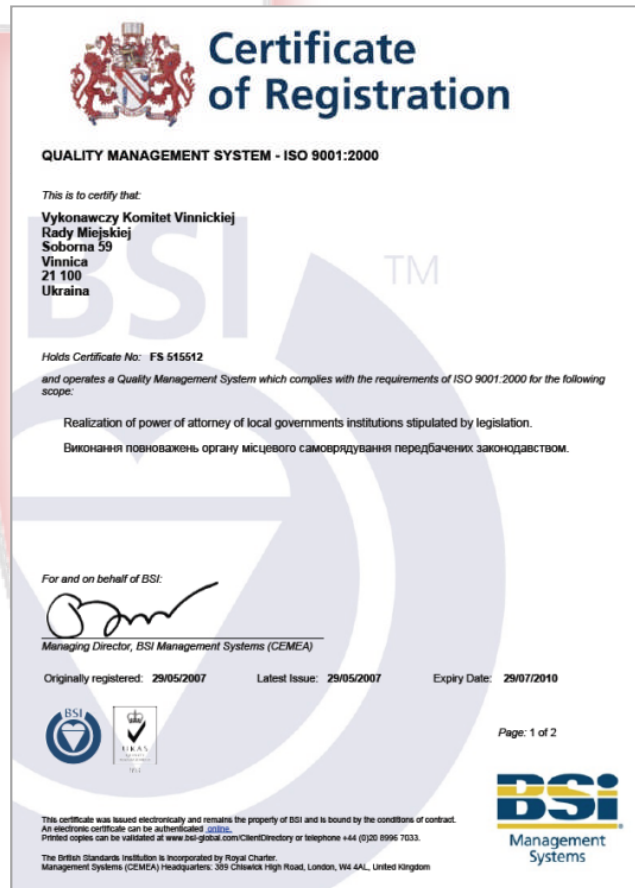 Certificate
of Registration
QUALITY MANAGEMENT SYSTEM - ISO 9001:2000
This is to certify that:
Vykonawczy Komitet Vinnickiej
Rady Miejskiej
Soborna 59
Vinnica
21 100
Ukraina
BSI
TM
Holds Certificate No: FS 515512
and operates a Quality Management System which complies with the requirements of ISO 9001:2000 for the following
scope:
Realization of power of attorney of local governments institutions stipulated by legislation.
Виконання повноважень органу місцевого самоврядування передбачених законодавством.
For and on behalf of BSI:
Managing Director, BSI Management Systems (CEMEA)
Originally registered: 29/05/2007 Latest Issue: 29/05/2007 Expiry Date: 29/07/2010
BSI
UKAS
Page: 1 of 2
BSi
Management
Systems
This certificate was issued electronically and remains the property of BSI and is bound by the conditions of contract.
An electronic certificate can be authenticated online.
Printed copies can be validated at www.bsi-global.com/ClientDirectory or telephone +44 (0)20 8996 7033.
The British Standards Institution is incorporated by Royal Charter.
Management Systems (CEMEA) Headquarters: 389 Chiswick High Road, London, W4 4AL, United Kingdom